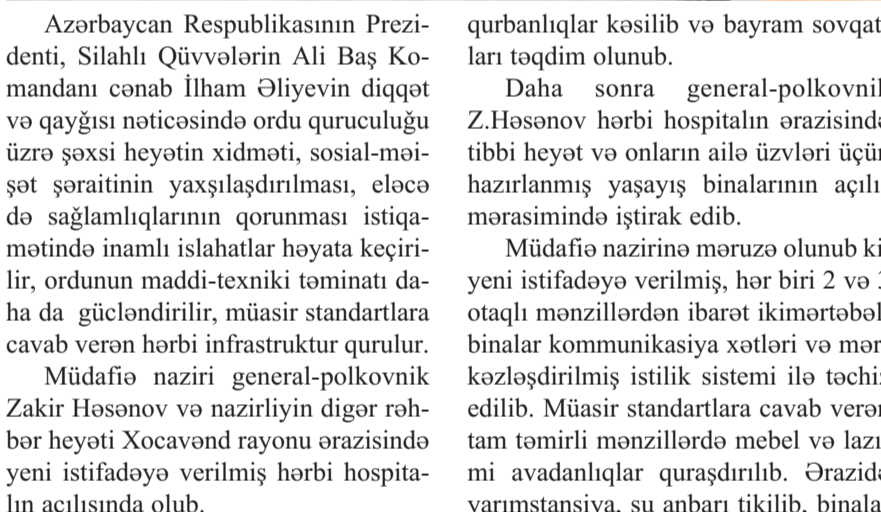 Azərbaycan Respublikasının Prezi-
denti, Silahlı Qüvvələrin Ali Baş Ko-
mandanı cənab İlham Əliyevin diqqət
və qayğısı nəticəsində ordu quruculuğu
üzrə şəxsi heyətin xidməti, sosial-məi-
şət şəraitinin yaxşılaşdırılması, eləcə
də sağlamlıqlarının qorunması istiqa-
mətində inamlı islahatlar həyata keçiri-
lir, ordunun maddi-texniki təminatı da-
ha da gücləndirilir, müasir standartlara
cavab verən hərbi infrastruktur qurulur.
Müdafiə naziri general-polkovnik
Zakir Həsənov və nazirliyin digər rəh-
bər heyəti Xocavənd rayonu ərazisində
yeni istifadəyə verilmiş hərbi hospita-
lın açılışında olub.
qurbanlıqlar kəsilib və bayram sovqat
ları təqdim olunub.
Daha sonra general-polkovnik
Z.Həsənov hərbi hospitalın ərazisində
tibbi heyət və onların ailə üzvləri üçün
hazırlanmış yaşayış binalarının açılı
mərasimində iştirak edib.
Müdafiə nazirinə məruzə olunub ki
yeni istifadəyə verilmiş, hər biri 2 və
otaqlı mənzillərdən ibarət ikimərtəbəl
binalar kommunikasiya xətləri və mər
kəzləşdirilmiş istilik sistemi ilə təchi
edilib. Müasir standartlara cavab verən
tam təmirli mənzillərdə mebel və lazı
mi avadanlıqlar quraşdırılıb. Ərazidə
yarımstansiya, su anbarı tikilib, binala